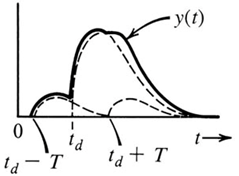 y(t)
0
t_d
t →
t_d − T
t_d + T